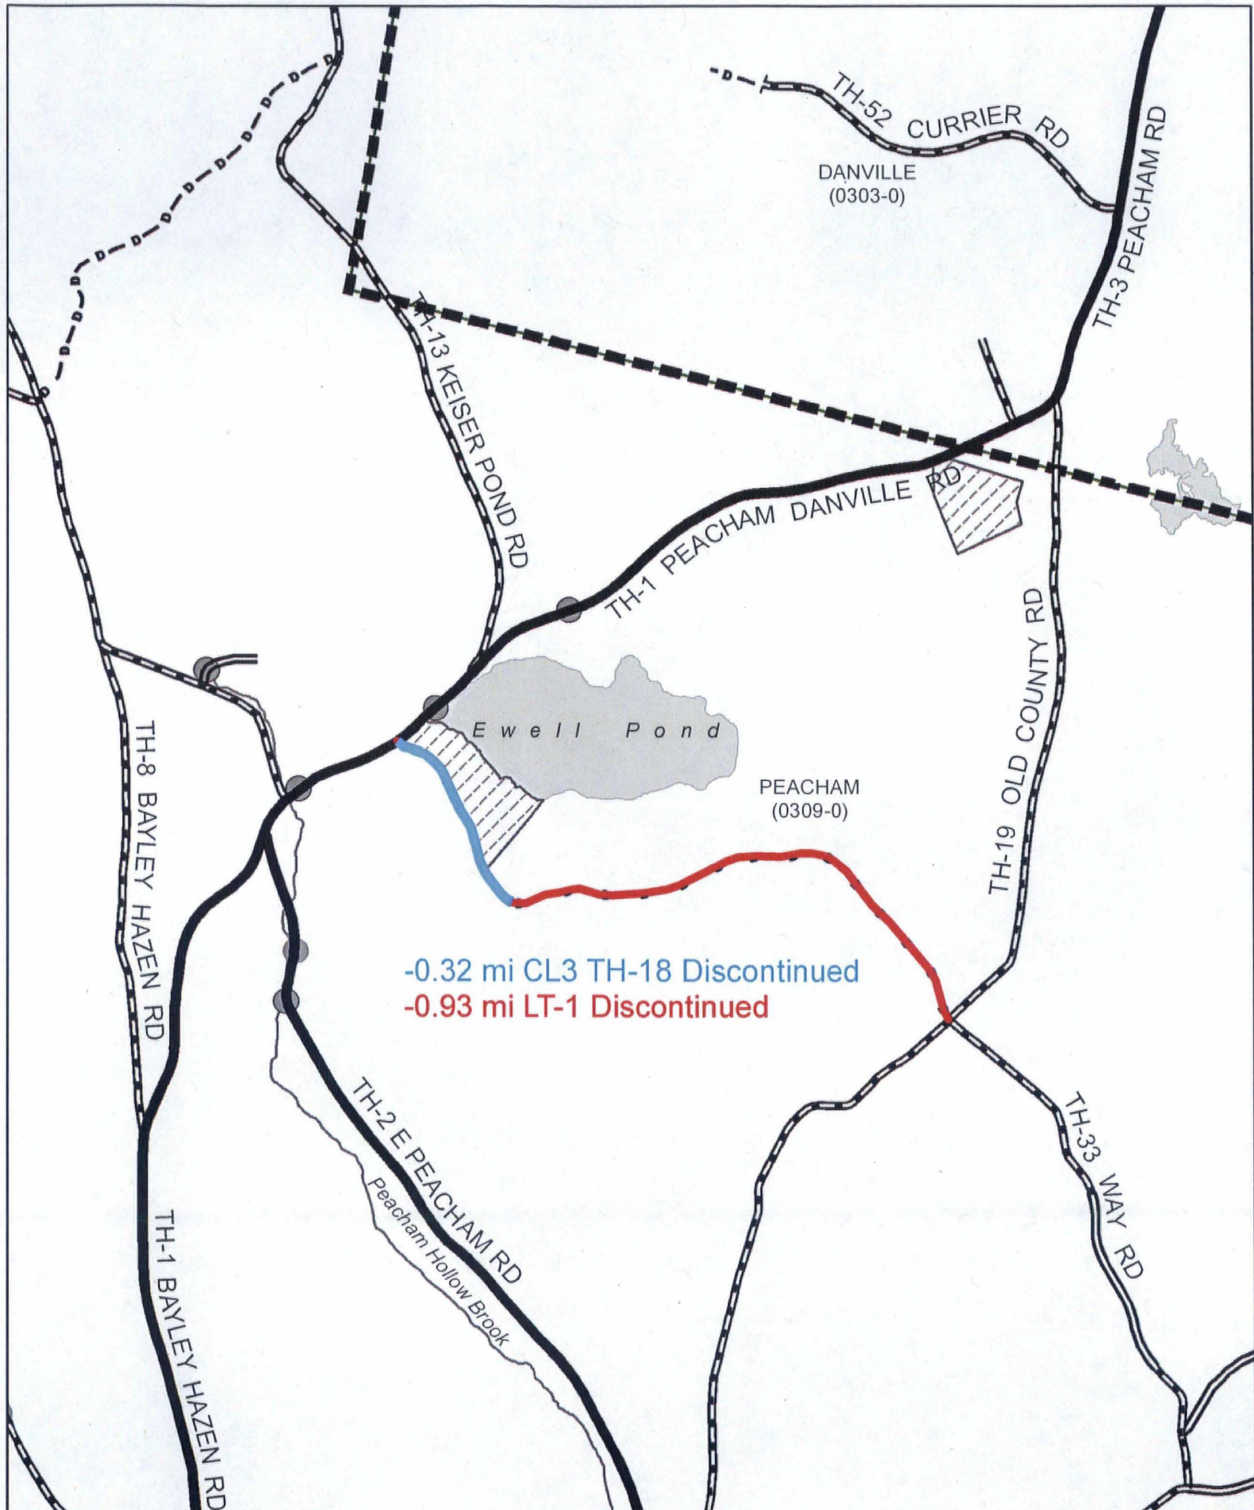 TH-52 CURRIER RD
DANVILLE
(0303-0)
TH-3 PEACHAM RD
TH-13 KEISER POND RD
TH-1 PEACHAM DANVILLE RD
TH-19 OLD COUNTY RD
Ewell Pond
PEACHAM
(0309-0)
TH-8 BAYLEY HAZEN RD
-0.32 mi CL3 TH-18 Discontinued
-0.93 mi LT-1 Discontinued
TH-2 E PEACHAM RD
Peacham Hollow Brook
TH-33 WAY RD
TH-1 BAYLEY HAZEN RD
D
D
D
D
D
D
D
D
D
D